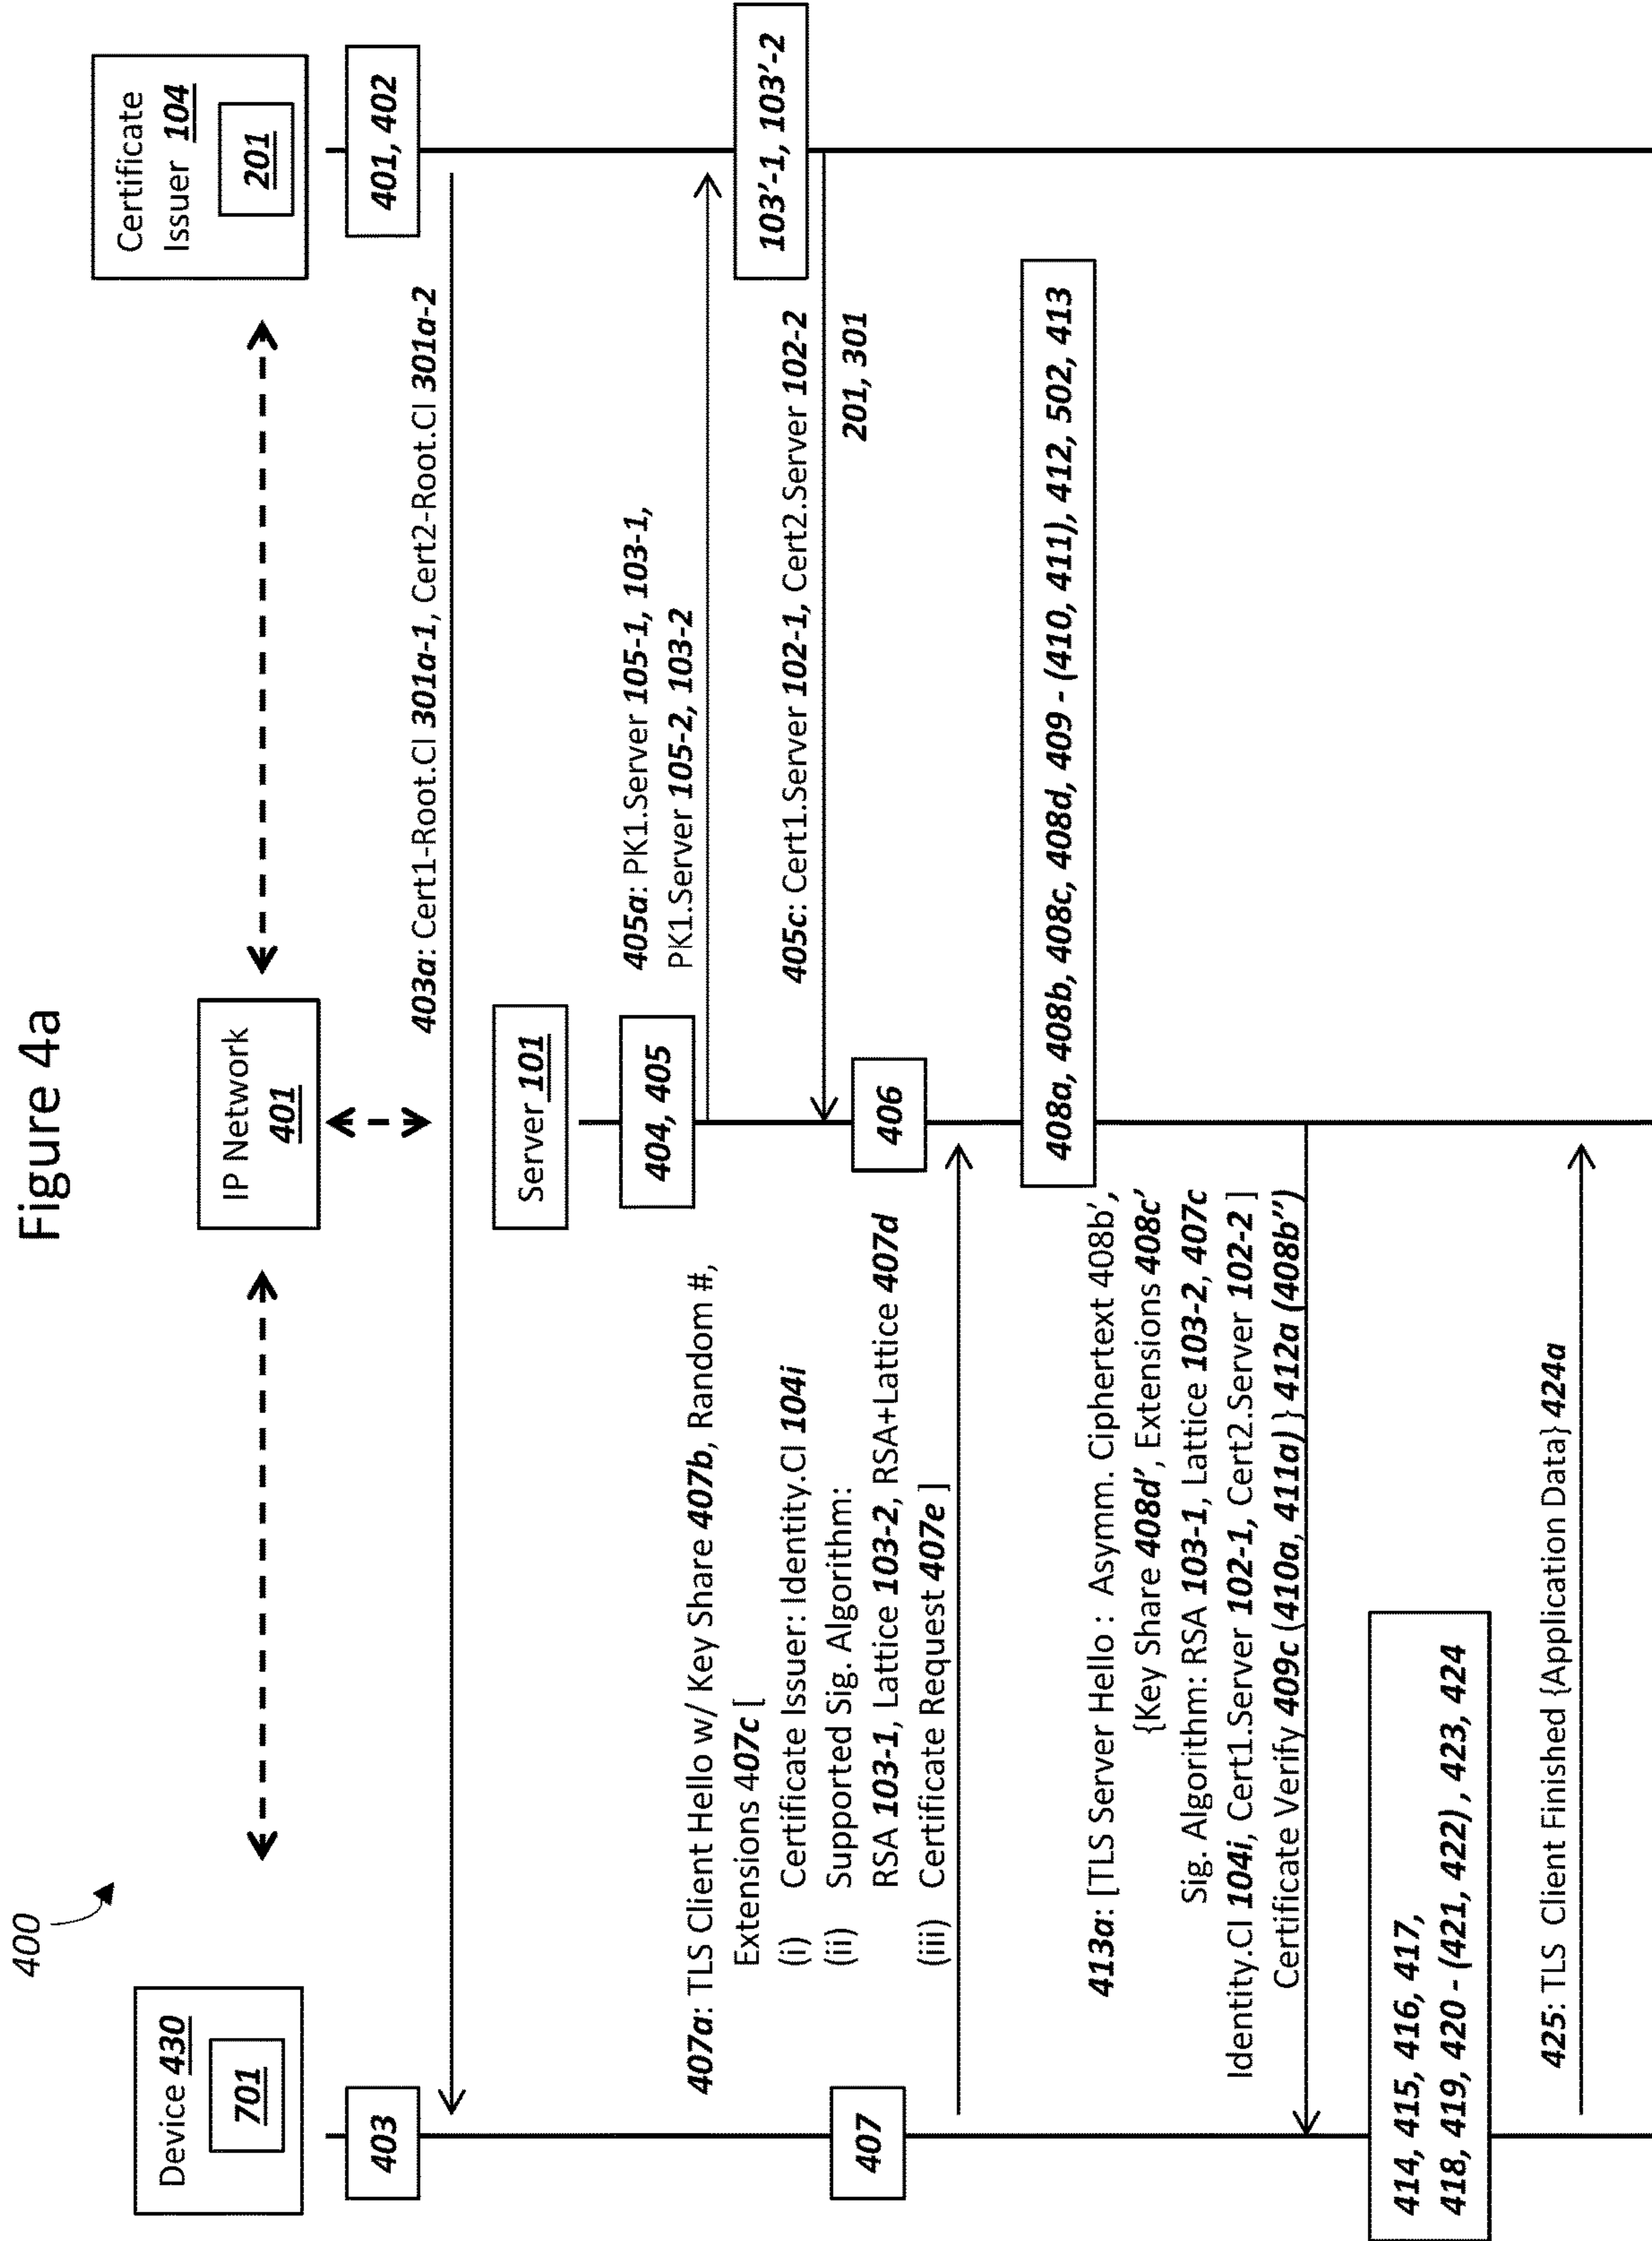 Figure 4a
400
Device 430
701
IP Network
401
Certificate
Issuer 104
201
403
401, 402
403a: Cert1-Root.CI 301a-1, Cert2-Root.CI 301a-2
Server 101
404, 405
405a: PK1.Server 105-1, 103-1,
PK1.Server 105-2, 103-2
103'-1, 103'-2
405c: Cert1.Server 102-1, Cert2.Server 102-2
201, 301
406
407
407a: TLS Client Hello w/ Key Share 407b, Random #,
Extensions 407c [
(i) Certificate Issuer: Identity.CI 104i
(ii) Supported Sig. Algorithm:
RSA 103-1, Lattice 103-2, RSA+Lattice 407d
(iii) Certificate Request 407e ]
408a, 408b, 408c, 408d, 409 - (410, 411), 412, 502, 413
413a: [TLS Server Hello : Asymm. Ciphertext 408b',
{Key Share 408d', Extensions 408c'
Sig. Algorithm: RSA 103-1, Lattice 103-2, 407c
Identity.CI 104i, Cert1.Server 102-1, Cert2.Server 102-2 ]
Certificate Verify 409c (410a, 411a) } 412a (408b'')
414, 415, 416, 417,
418, 419, 420 - (421, 422) , 423, 424
425: TLS Client Finished {Application Data} 424a